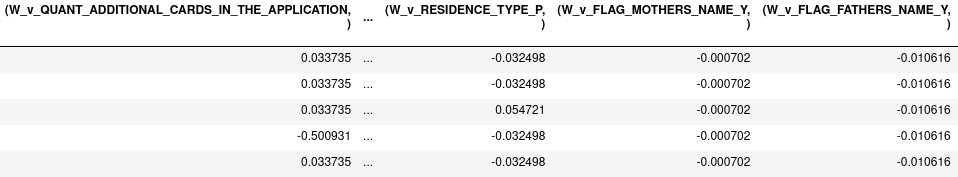 (W_v_QUANT_ADDITIONAL_CARDS_IN_THE_APPLICATION, ... (W_v_RESIDENCE_TYPE_P, (W_v_FLAG_MOTHERS_NAME_Y, (W_v_FLAG_FATHERS_NAME_Y,
) ) ) )
0.033735 ... -0.032498 -0.000702 -0.010616
0.033735 ... -0.032498 -0.000702 -0.010616
0.033735 ... 0.054721 -0.000702 -0.010616
-0.500931 ... -0.032498 -0.000702 -0.010616
0.033735 ... -0.032498 -0.000702 -0.010616